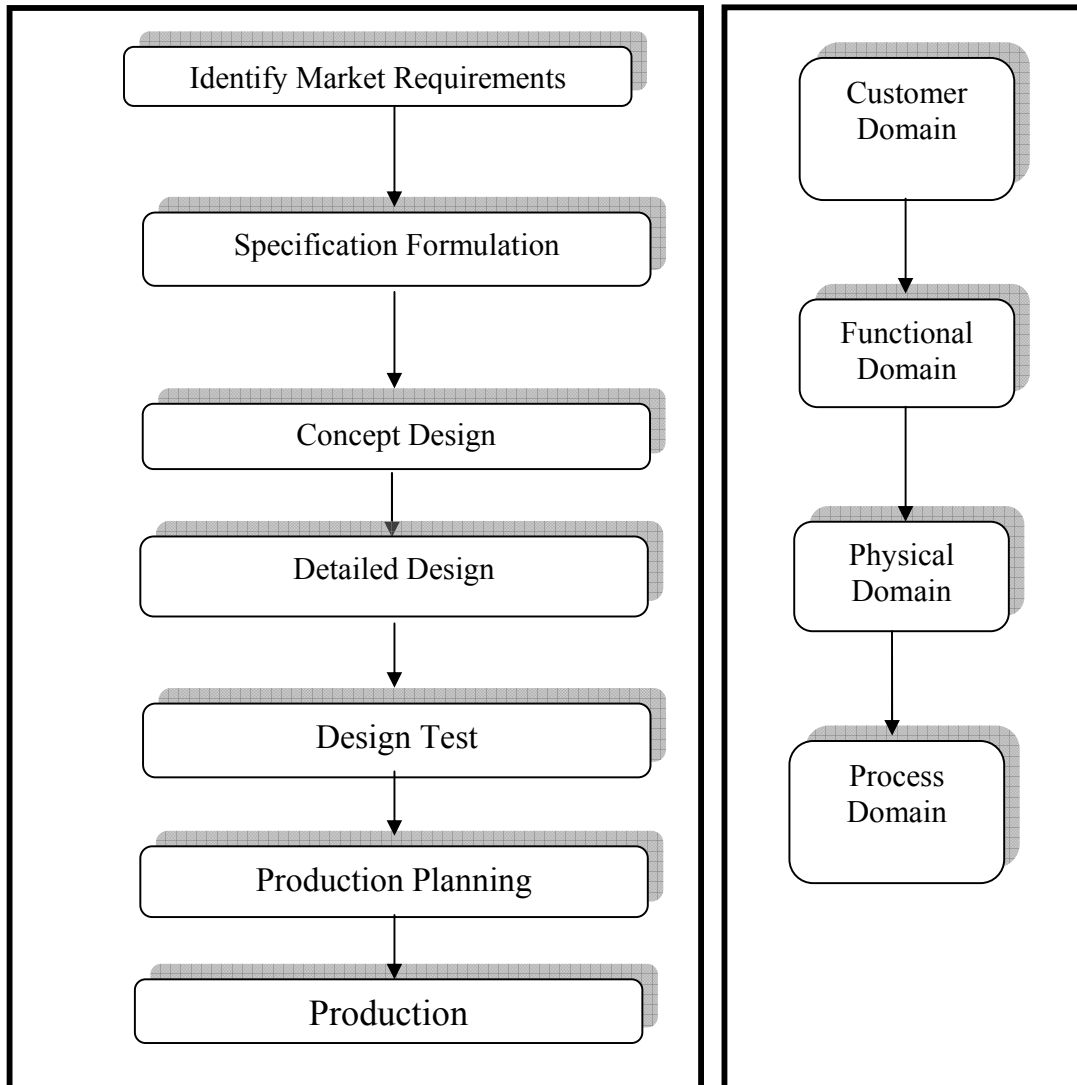 Identify Market Requirements
Specification Formulation
Concept Design
Detailed Design
Design Test
Production Planning
Production
Customer
Domain
Functional
Domain
Physical
Domain
Process
Domain